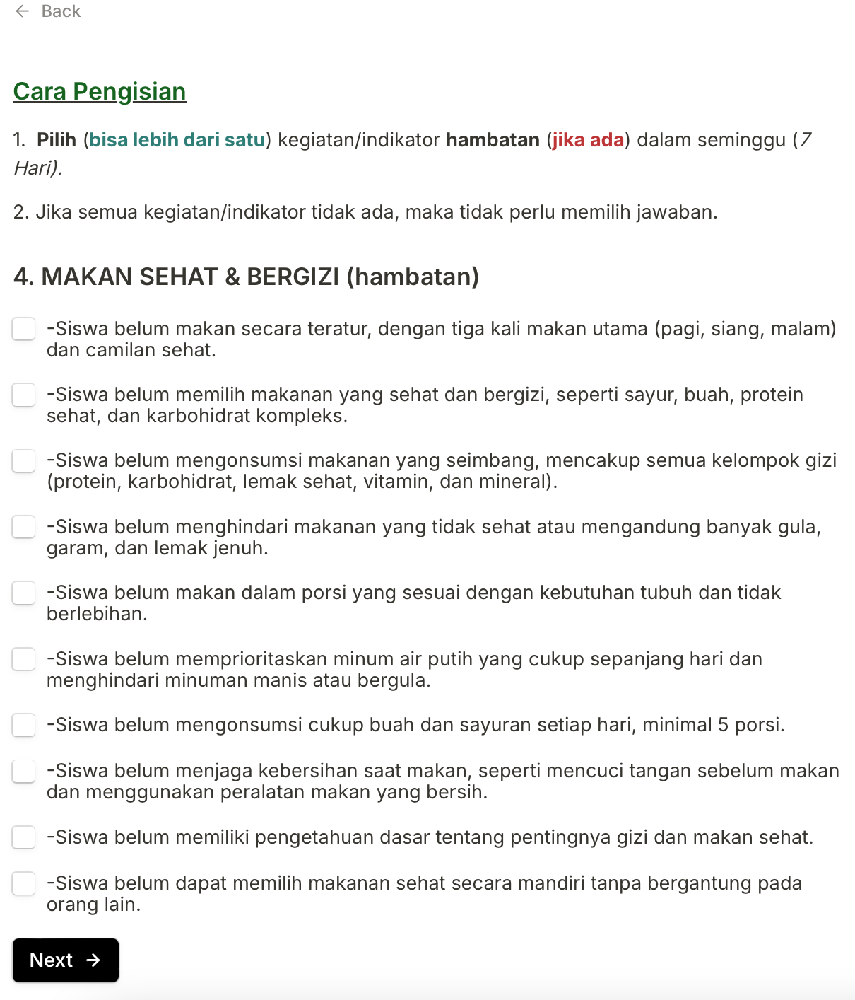 ← Back
Cara Pengisian
1. Pilih (bisa lebih dari satu) kegiatan/indikator hambatan (jika ada) dalam seminggu (7
Hari).
2. Jika semua kegiatan/indikator tidak ada, maka tidak perlu memilih jawaban.
4. MAKAN SEHAT & BERGIZI (hambatan)
-Siswa belum makan secara teratur, dengan tiga kali makan utama (pagi, siang, malam)
dan camilan sehat.
-Siswa belum memilih makanan yang sehat dan bergizi, seperti sayur, buah, protein
sehat, dan karbohidrat kompleks.
-Siswa belum mengonsumsi makanan yang seimbang, mencakup semua kelompok gizi
(protein, karbohidrat, lemak sehat, vitamin, dan mineral).
-Siswa belum menghindari makanan yang tidak sehat atau mengandung banyak gula,
garam, dan lemak jenuh.
-Siswa belum makan dalam porsi yang sesuai dengan kebutuhan tubuh dan tidak
berlebihan.
-Siswa belum memprioritaskan minum air putih yang cukup sepanjang hari dan
menghindari minuman manis atau bergula.
-Siswa belum mengonsumsi cukup buah dan sayuran setiap hari, minimal 5 porsi.
-Siswa belum menjaga kebersihan saat makan, seperti mencuci tangan sebelum makan
dan menggunakan peralatan makan yang bersih.
-Siswa belum memiliki pengetahuan dasar tentang pentingnya gizi dan makan sehat.
-Siswa belum dapat memilih makanan sehat secara mandiri tanpa bergantung pada
orang lain.
Next →